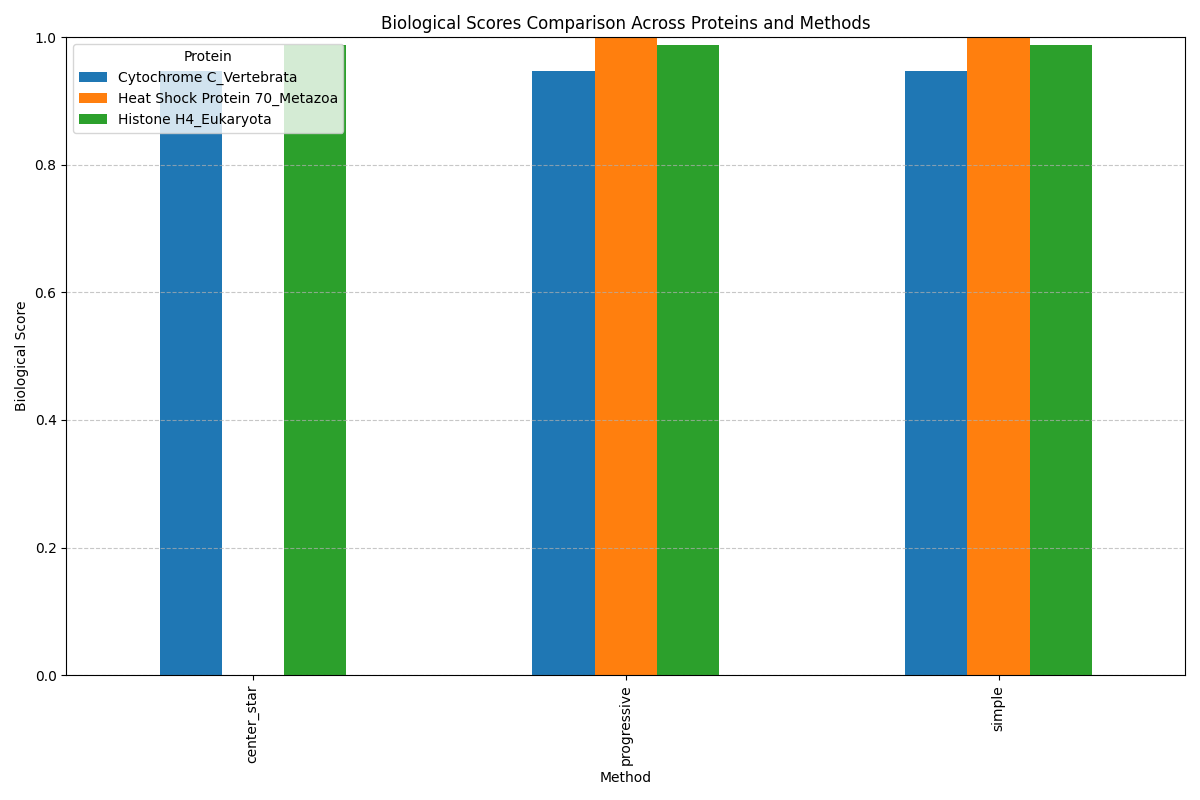 Biological Scores Comparison Across Proteins and Methods
Protein
Cytochrome C_Vertebrata
Heat Shock Protein 70_Metazoa
Histone H4_Eukaryota
1.0
0.8
0.6
0.4
0.2
0.0
Biological Score
center_star
progressive
simple
Method